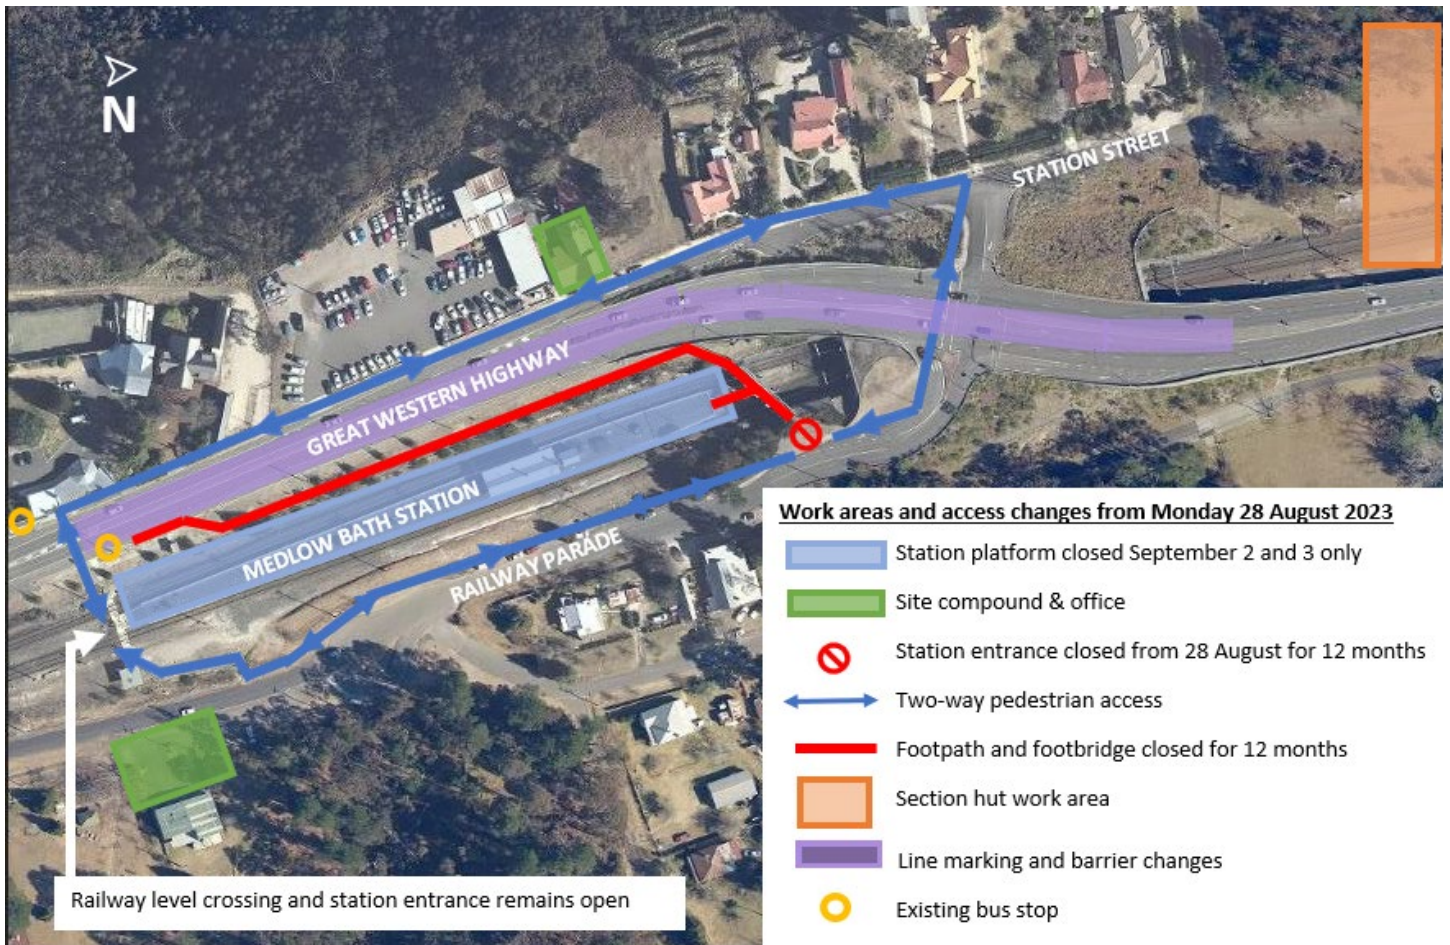 N
STATION STREET
GREAT WESTERN HIGHWAY
MEDLOW BATH STATION
RAILWAY PARADE
Work areas and access changes from Monday 28 August 2023
Station platform closed September 2 and 3 only
Site compound & office
Station entrance closed from 28 August for 12 months
Two-way pedestrian access
Footpath and footbridge closed for 12 months
Section hut work area
Line marking and barrier changes
Existing bus stop
Railway level crossing and station entrance remains open